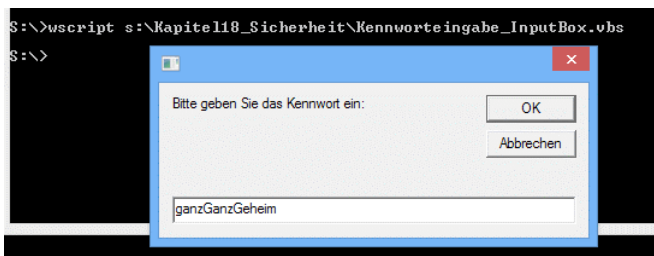 S:\>wscript s:\Kapitel18_Sicherheit\Kennworteingabe_InputBox.vbs
S:\>
Bitte geben Sie das Kennwort ein:
OK
Abbrechen
ganzGanzGeheim